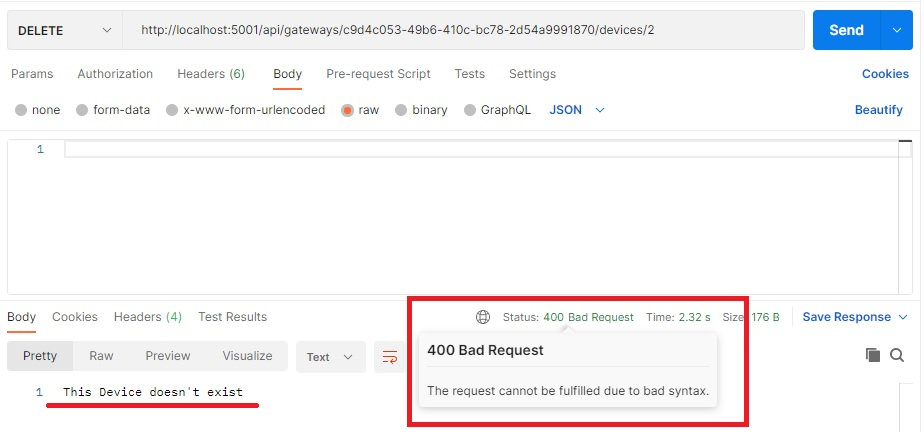 DELETE http://localhost:5001/api/gateways/c9d4c053-49b6-410c-bc78-2d54a9991870/devices/2 Send
Params Authorization Headers (6) Body Pre-request Script Tests Settings Cookies
none form-data x-www-form-urlencoded raw binary GraphQL JSON Beautify
1
Body Cookies Headers (4) Test Results Status: 400 Bad Request Time: 2.32 s Size: 176 B Save Response
400 Bad Request
The request cannot be fulfilled due to bad syntax.
Pretty Raw Preview Visualize Text
1 This Device doesn't exist